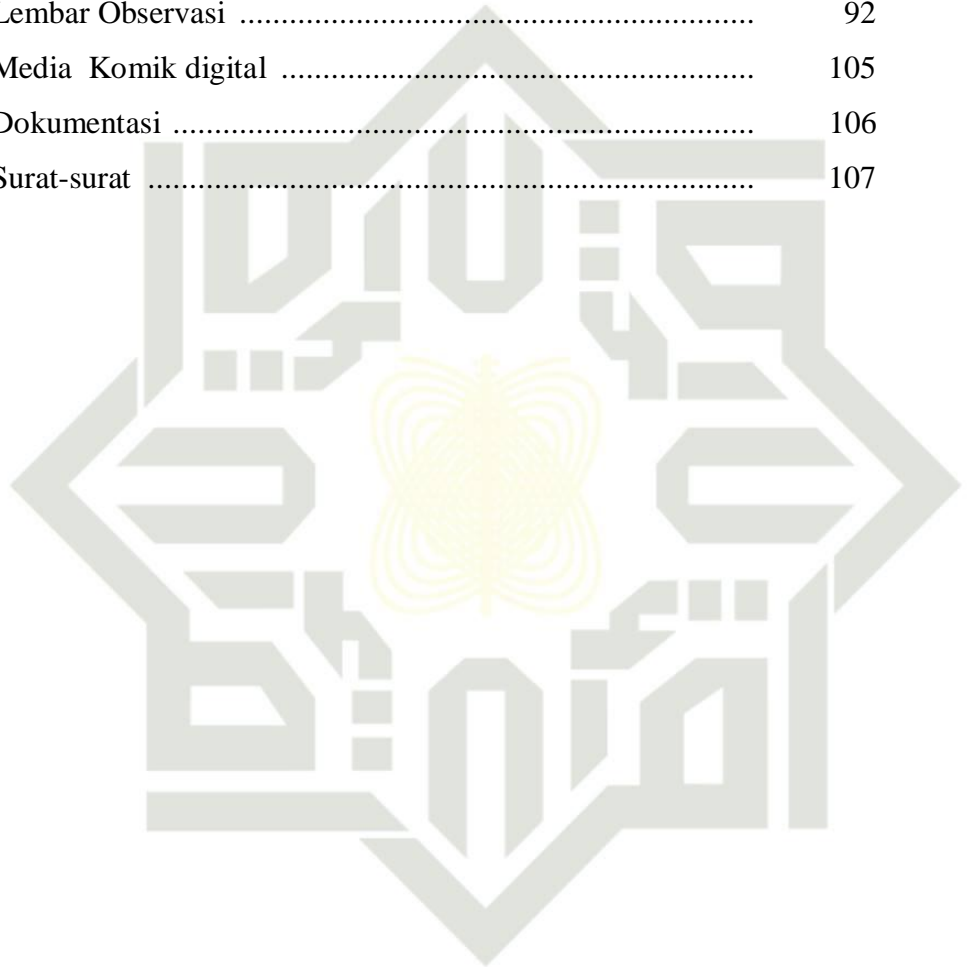 Lembar Observasi .............................................................. 92
Media Komik digital ......................................................... 105
Dokumentasi ...................................................................... 106
Surat-surat ......................................................................... 107